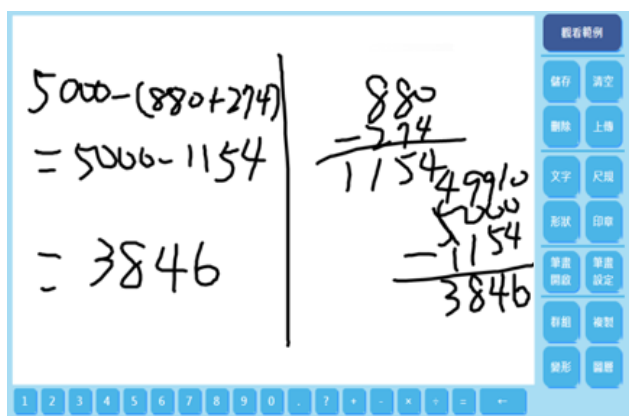 5000-(880+274)
=5000-1154
=3846
880
-274
1154
49910
5000
-1154
3846
觀看範例
儲存 清空
刪除 上傳
文字 尺規
形狀 印章
筆畫開啟 筆畫設定
群組 複製
變形 圖層
1 2 3 4 5 6 7 8 9 0 . ? + - × ÷ = ←